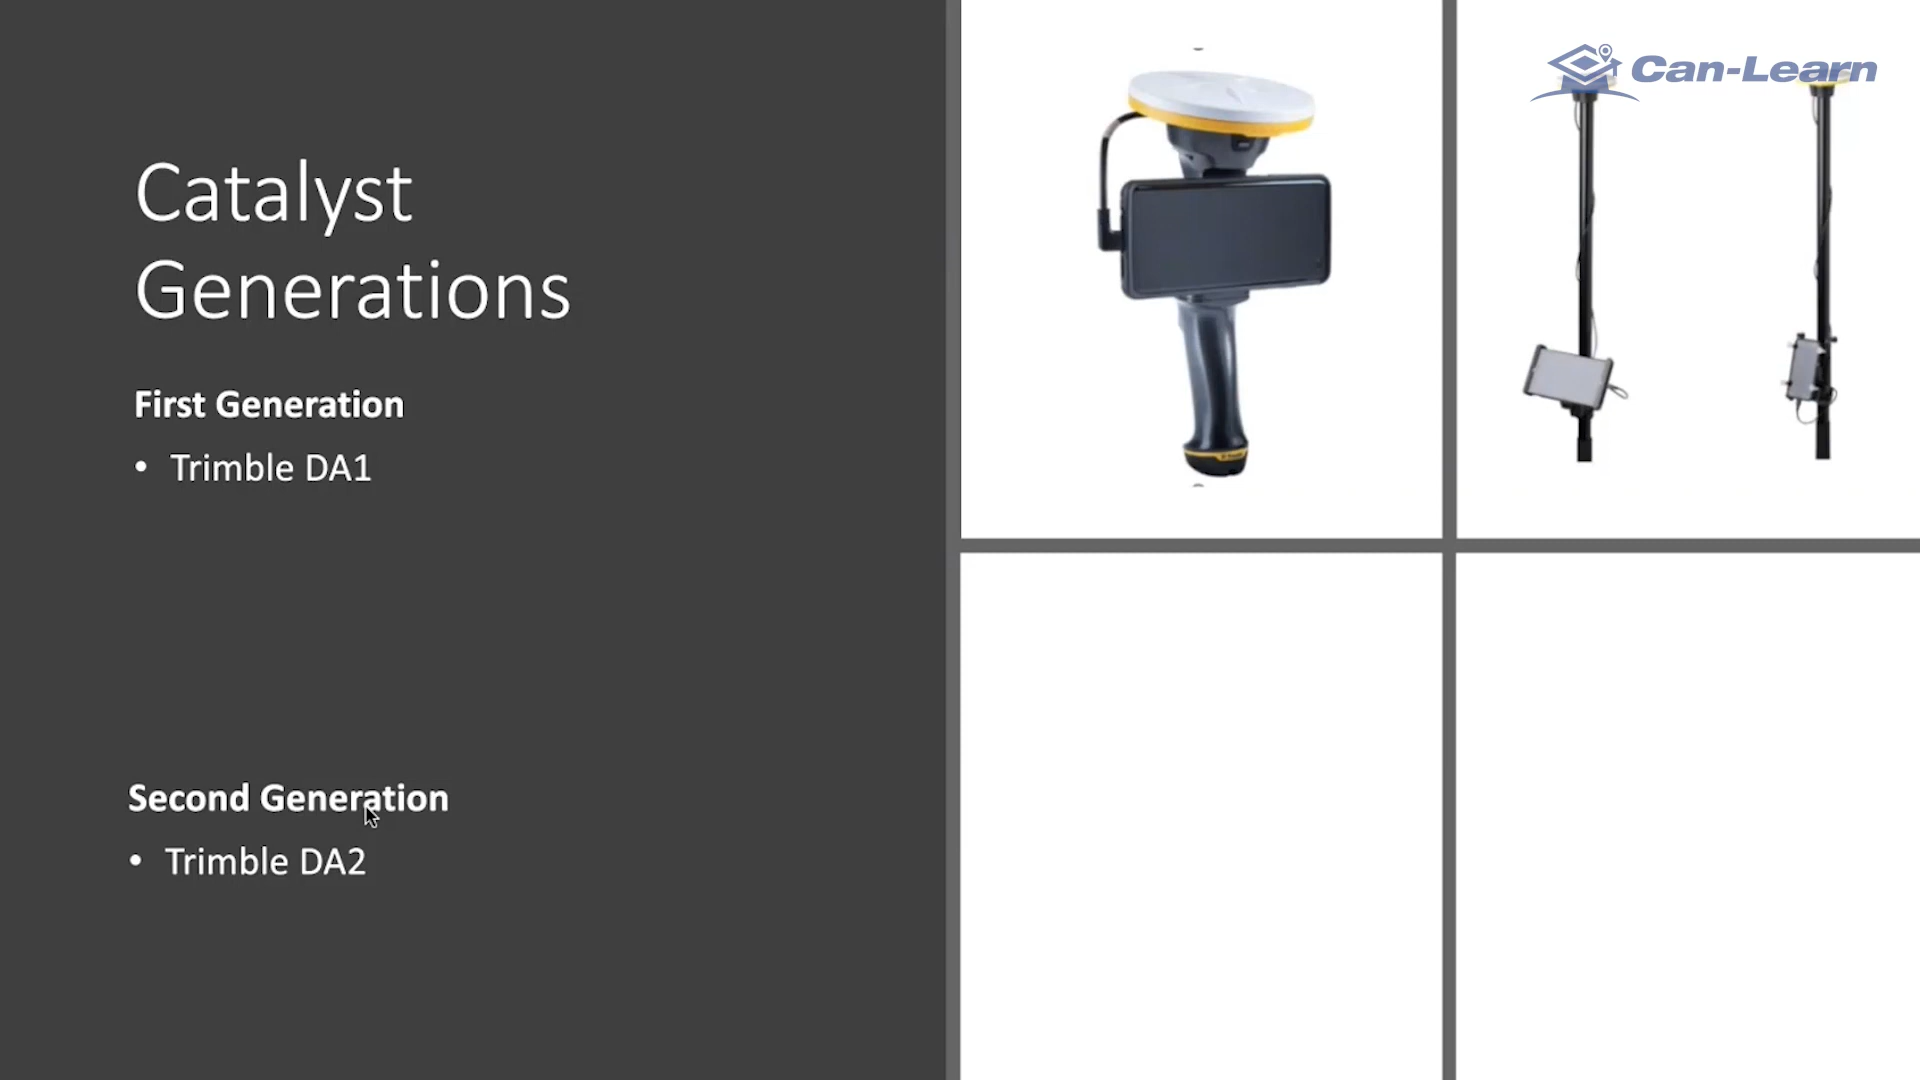 Can-Learn
Catalyst
Generations
First Generation
• Trimble DA1
Second Generation
• Trimble DA2